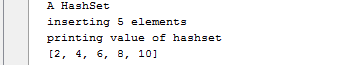 A HashSet
inserting 5 elements
printing value of hashset
[2, 4, 6, 8, 10]